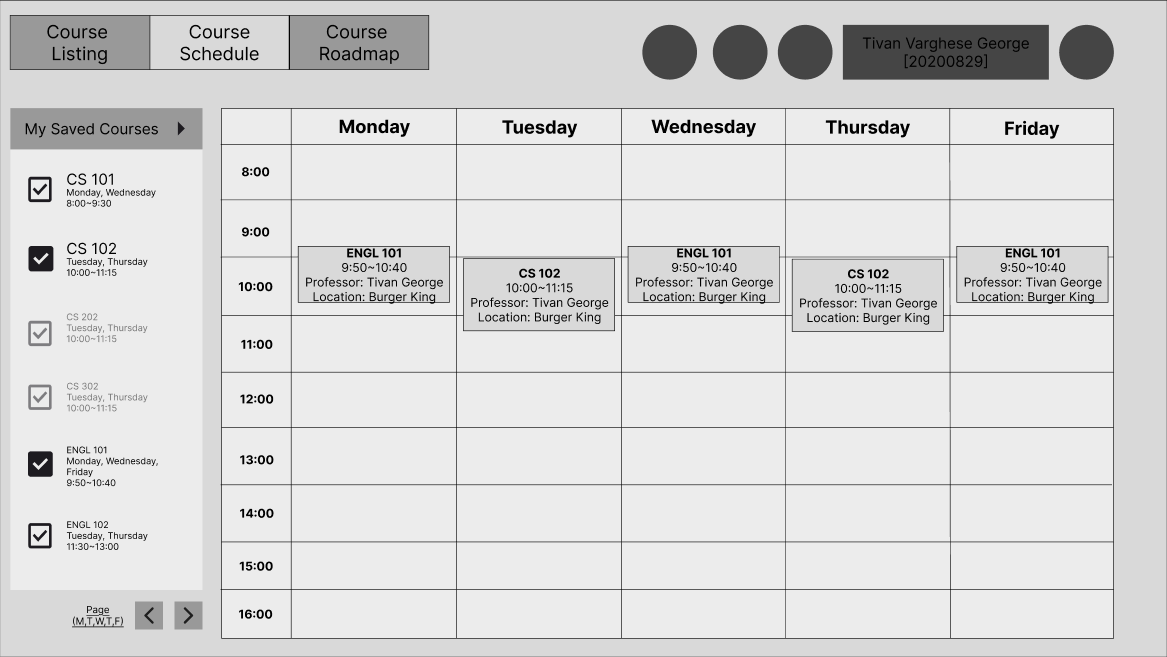 Course
Listing
Course
Schedule
Course
Roadmap
Tivan Varghese George
[20200829]
My Saved Courses
CS 101
Monday, Wednesday
8:00~9:30
CS 102
Tuesday, Thursday
10:00~11:15
CS 202
Tuesday, Thursday
10:00~11:15
CS 302
Tuesday, Thursday
10:00~11:15
ENGL 101
Monday, Wednesday,
Friday
9:50~10:40
ENGL 102
Tuesday, Thursday
11:30~13:00
Page
(M,T,W,T,F)
Monday
Tuesday
Wednesday
Thursday
Friday
8:00
9:00
10:00
11:00
12:00
13:00
14:00
15:00
16:00
ENGL 101
9:50~10:40
Professor: Tivan George
Location: Burger King
CS 102
10:00~11:15
Professor: Tivan George
Location: Burger King
ENGL 101
9:50~10:40
Professor: Tivan George
Location: Burger King
CS 102
10:00~11:15
Professor: Tivan George
Location: Burger King
ENGL 101
9:50~10:40
Professor: Tivan George
Location: Burger King